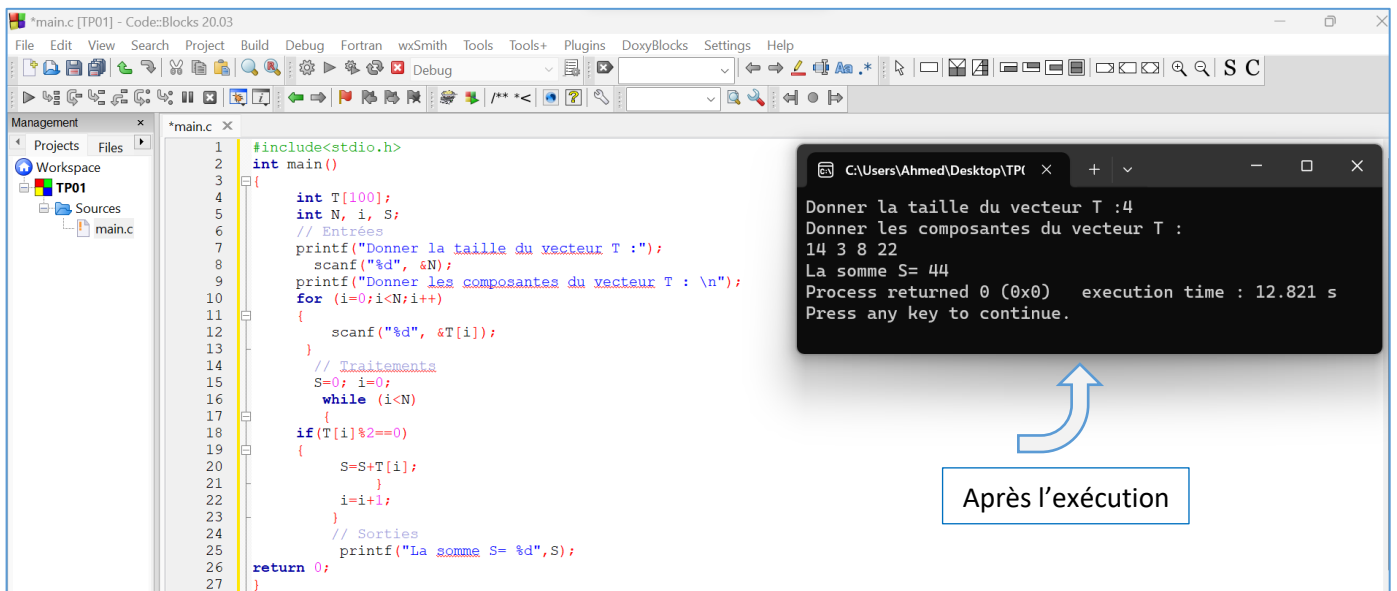 *main.c [TP01] - Code::Blocks 20.03
File Edit View Search Project Build Debug Fortran wxSmith Tools Tools+ Plugins DoxyBlocks Settings Help
Debug
S C
/** *<
Management ×
*main.c ×
Projects Files
Workspace
TP01
Sources
main.c
1 #include<stdio.h>
2 int main()
3 {
4 int T[100];
5 int N, i, S;
6 // Entrées
7 printf("Donner la taille du vecteur T :");
8 scanf("%d", &N);
9 printf("Donner les composantes du vecteur T : \n");
10 for (i=0;i<N;i++)
11 {
12 scanf("%d", &T[i]);
13 }
14 // Traitements
15 S=0; i=0;
16 while (i<N)
17 {
18 if(T[i]%2==0)
19 {
20 S=S+T[i];
21 }
22 i=i+1;
23 }
24 // Sorties
25 printf("La somme S= %d",S);
26 return 0;
27 }
C:\Users\Ahmed\Desktop\TP(
Donner la taille du vecteur T :4
Donner les composantes du vecteur T :
14 3 8 22
La somme S= 44
Process returned 0 (0x0) execution time : 12.821 s
Press any key to continue.
Après l’exécution